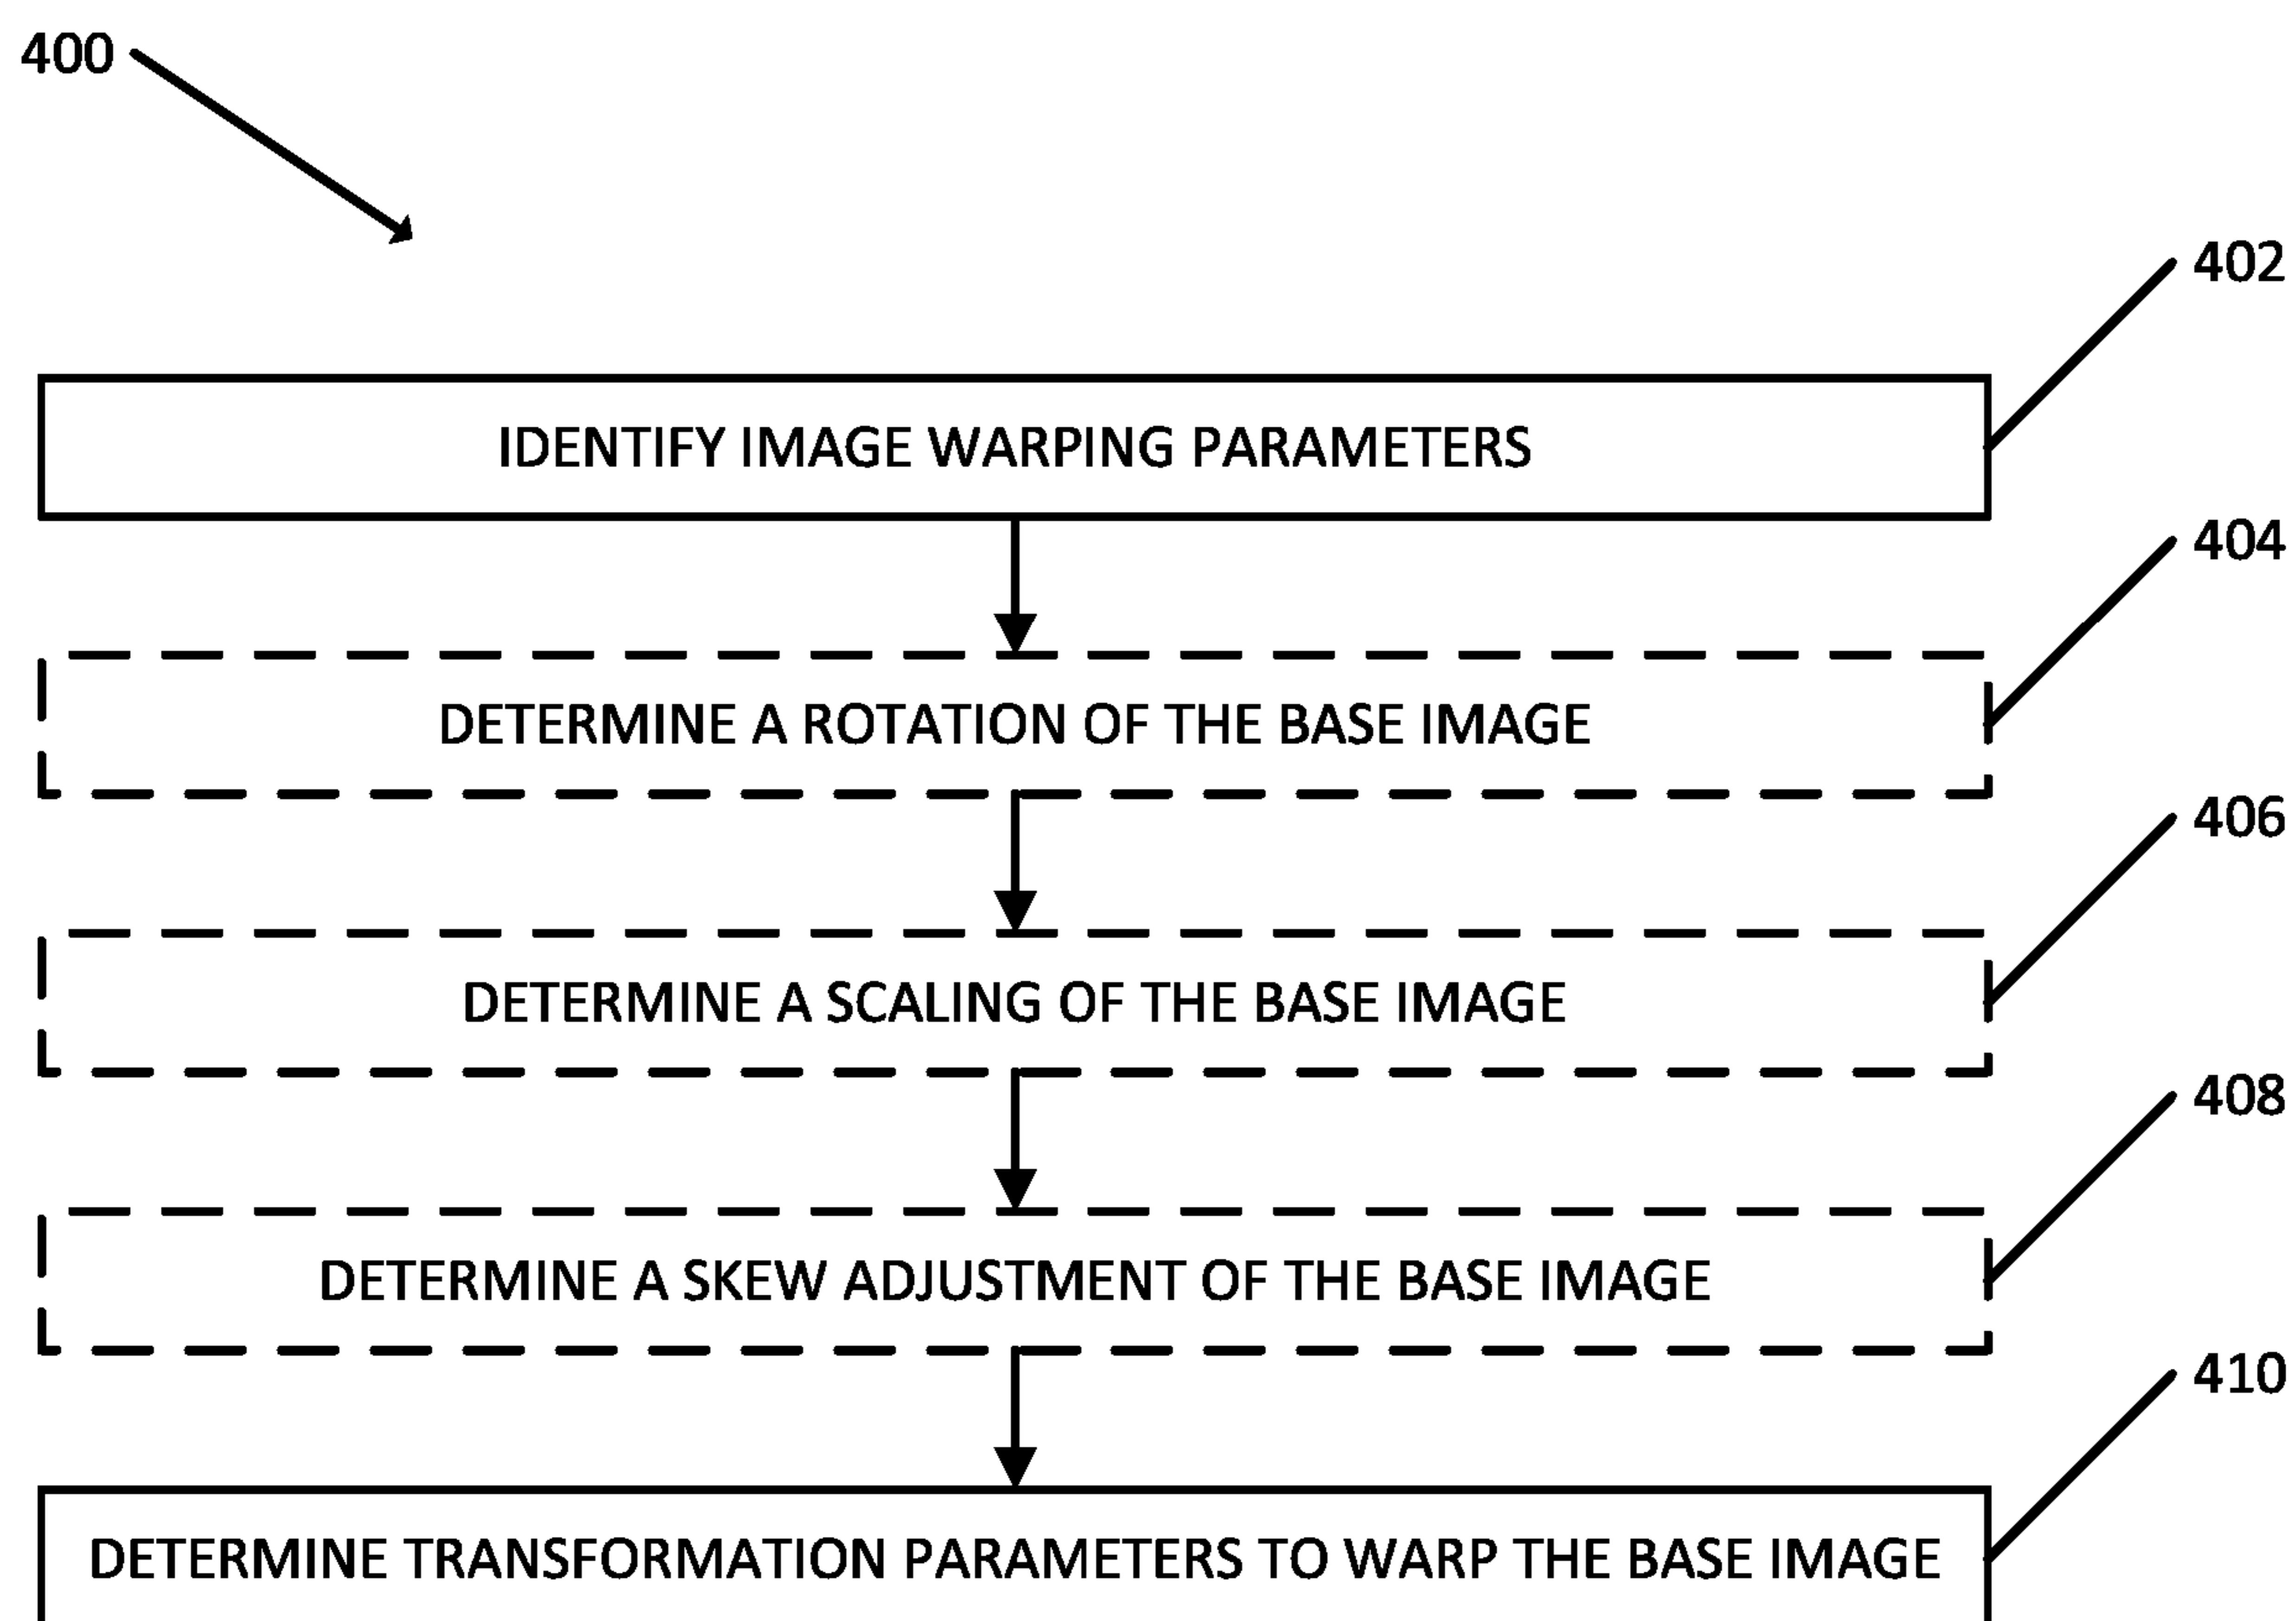 400
402
IDENTIFY IMAGE WARPING PARAMETERS
404
DETERMINE A ROTATION OF THE BASE IMAGE
406
DETERMINE A SCALING OF THE BASE IMAGE
408
DETERMINE A SKEW ADJUSTMENT OF THE BASE IMAGE
410
DETERMINE TRANSFORMATION PARAMETERS TO WARP THE BASE IMAGE